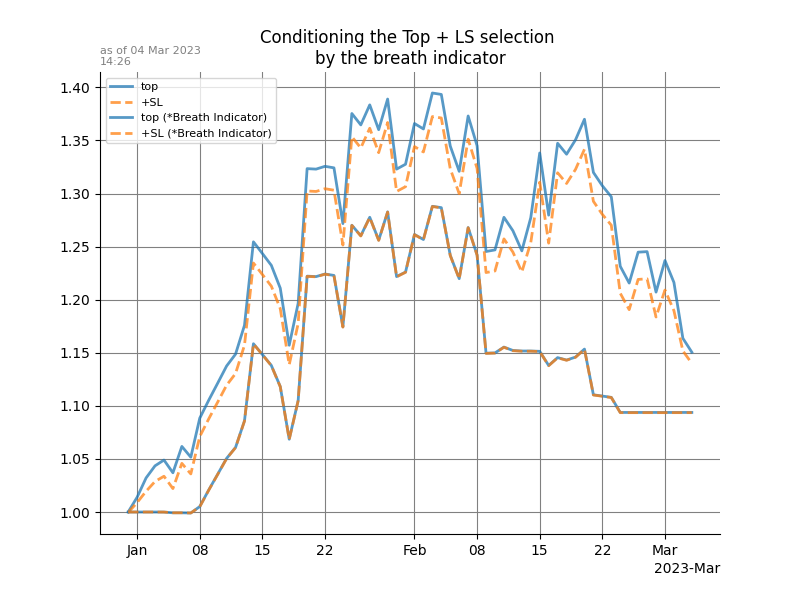 Conditioning the Top + LS selection
by the breath indicator
as of 04 Mar 2023
14:26
top
+SL
top (*Breath Indicator)
+SL (*Breath Indicator)
1.40
1.35
1.30
1.25
1.20
1.15
1.10
1.05
1.00
Jan 08 15 22 Feb 08 15 22 Mar
2023-Mar